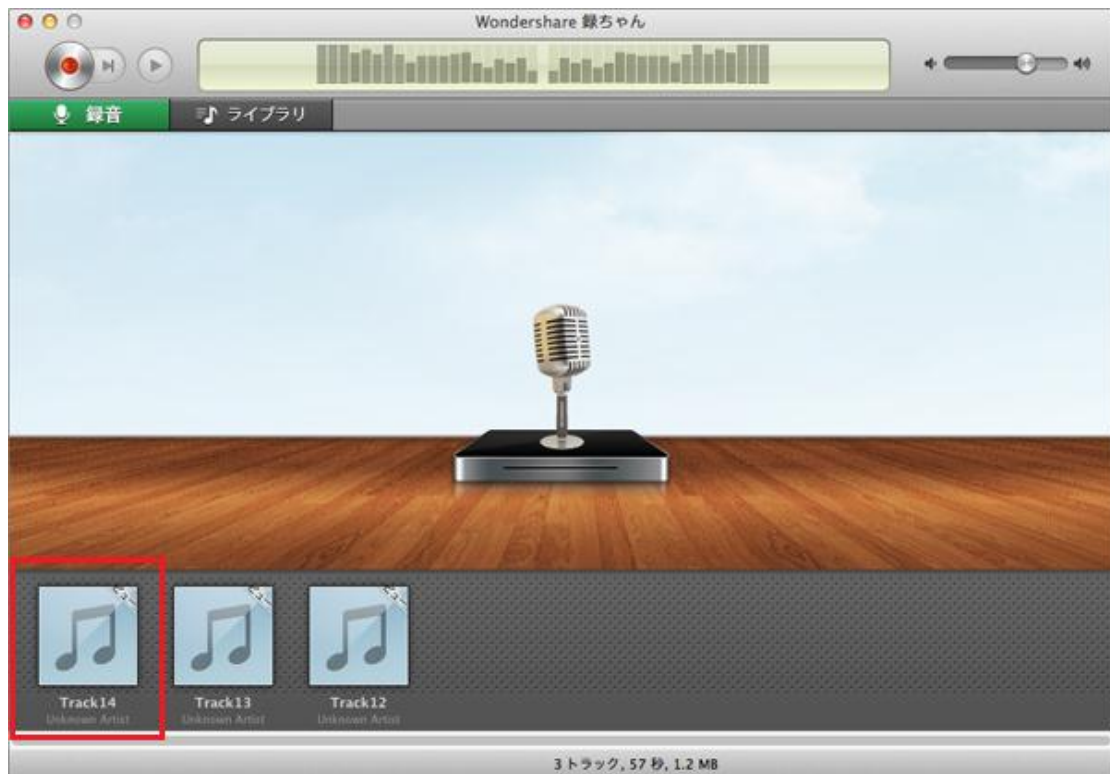 Wondershare 録ちゃん
録音
ライブラリ
Track14
Unknown Artist
Track13
Unknown Artist
Track12
Unknown Artist
3 トラック, 57 秒, 1.2 MB